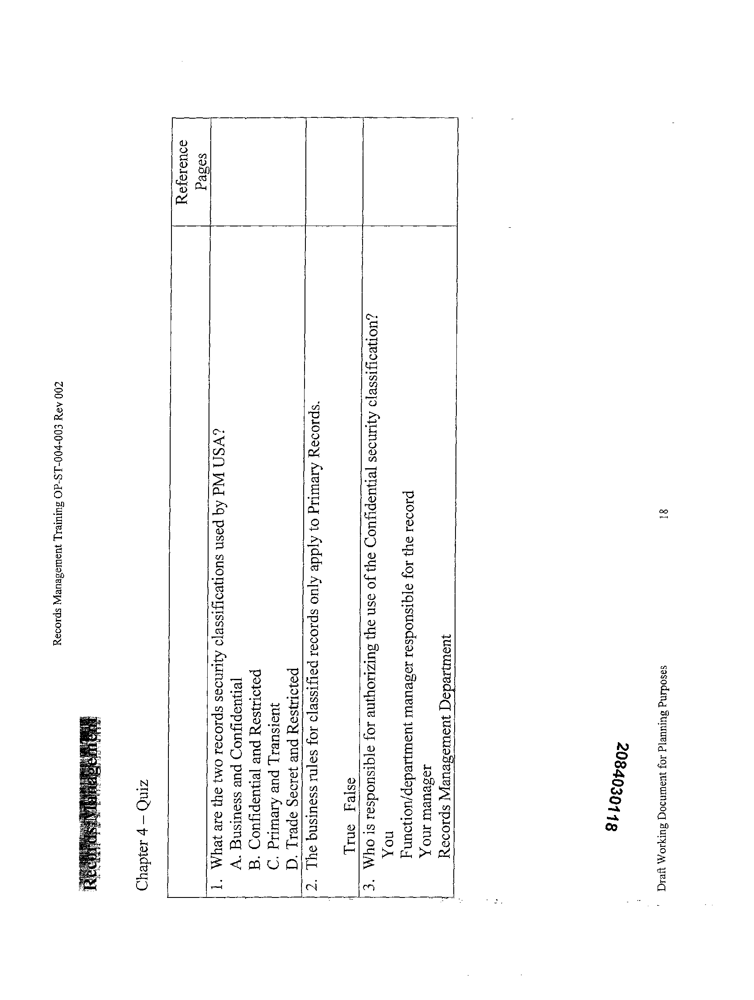 Records Management Training OP-ST-004-003 Rev 002
Records Management
Chapter 4 – Quiz
Reference
Pages
1. What are the two records security classifications used by PM USA?
A. Business and Confidential
B. Confidential and Restricted
C. Primary and Transient
D. Trade Secret and Restricted
2. The business rules for classified records only apply to Primary Records.
True False
3. Who is responsible for authorizing the use of the Confidential security classification?
You
Function/department manager responsible for the record
Your manager
Records Management Department
2084030118
Draft Working Document for Planning Purposes
18